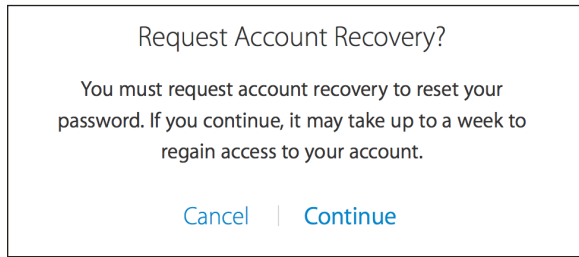 Request Account Recovery?
You must request account recovery to reset your
password. If you continue, it may take up to a week to
regain access to your account.
Cancel | Continue